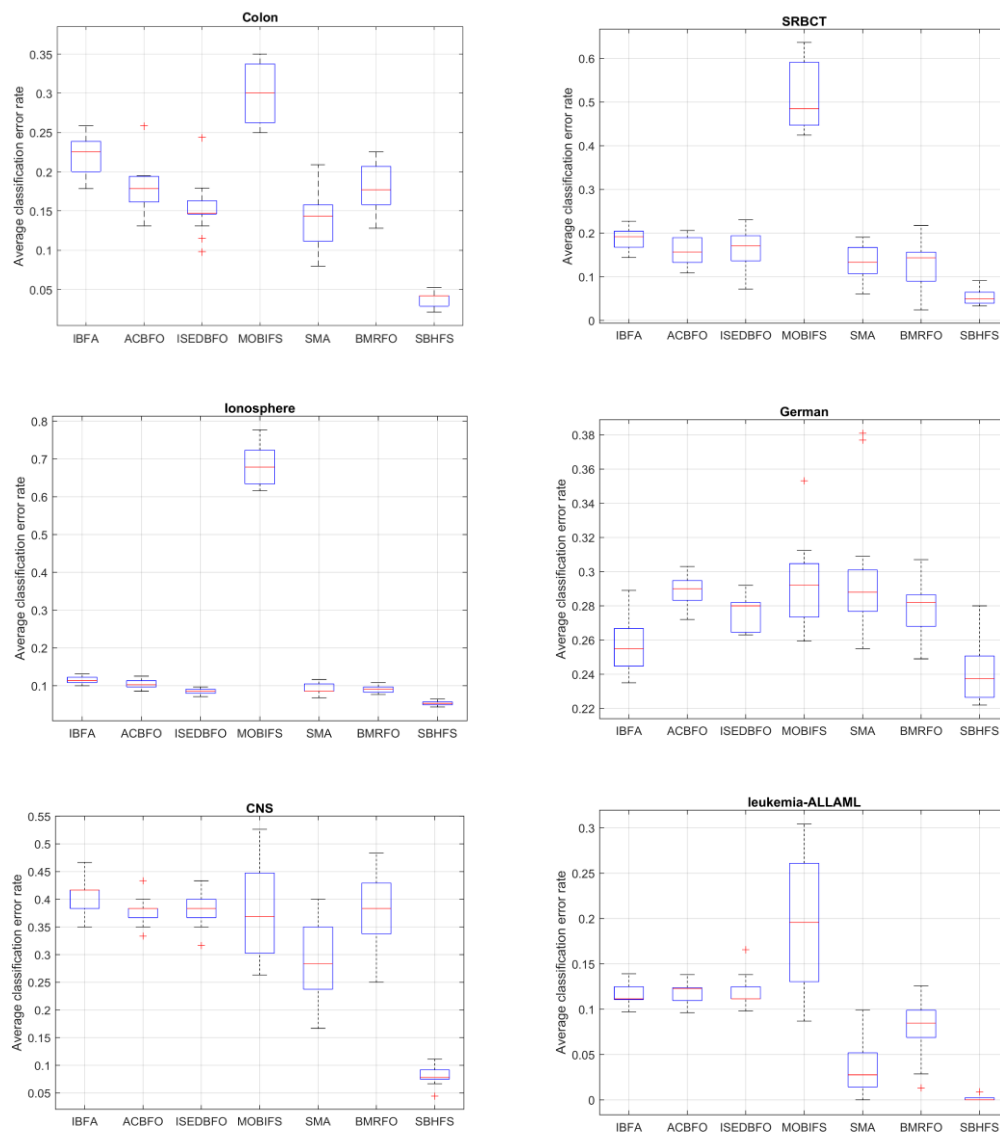 Colon
Average classification error rate
0.35
0.3
0.25
0.2
0.15
0.1
0.05
IBFA ACBFO ISEDBFO MOBIFS SMA BMRFO SBHFS
SRBCT
Average classification error rate
0.6
0.5
0.4
0.3
0.2
0.1
0
IBFA ACBFO ISEDBFO MOBIFS SMA BMRFO SBHFS
Ionosphere
Average classification error rate
0.8
0.7
0.6
0.5
0.4
0.3
0.2
0.1
IBFA ACBFO ISEDBFO MOBIFS SMA BMRFO SBHFS
German
Average classification error rate
0.38
0.36
0.34
0.32
0.3
0.28
0.26
0.24
0.22
IBFA ACBFO ISEDBFO MOBIFS SMA BMRFO SBHFS
CNS
Average classification error rate
0.55
0.5
0.45
0.4
0.35
0.3
0.25
0.2
0.15
0.1
0.05
IBFA ACBFO ISEDBFO MOBIFS SMA BMRFO SBHFS
leukemia-ALLAML
Average classification error rate
0.3
0.25
0.2
0.15
0.1
0.05
0
IBFA ACBFO ISEDBFO MOBIFS SMA BMRFO SBHFS